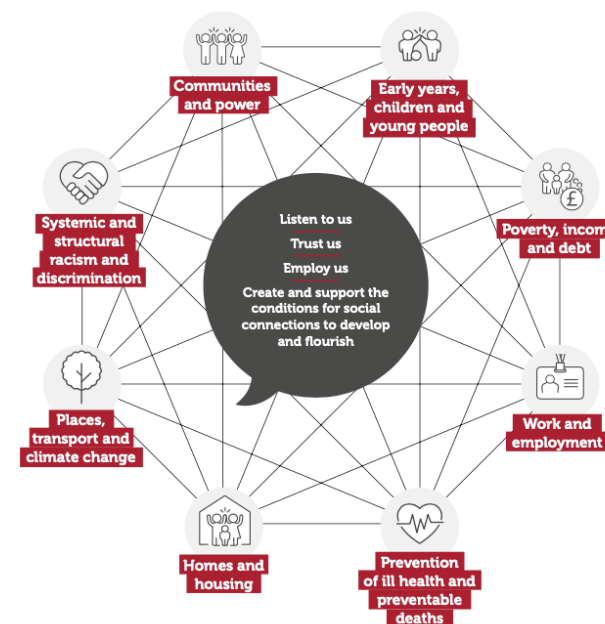 Communities
and power
Early years,
children and
young people
Systemic and
structural
racism and
discrimination
Listen to us
Trust us
Employ us
Create and support the
conditions for social
connections to develop
and flourish
£
Poverty, incom
and debt
Places,
transport and
climate change
Work and
employment
Homes and
housing
Prevention
of ill health and
preventable
deaths